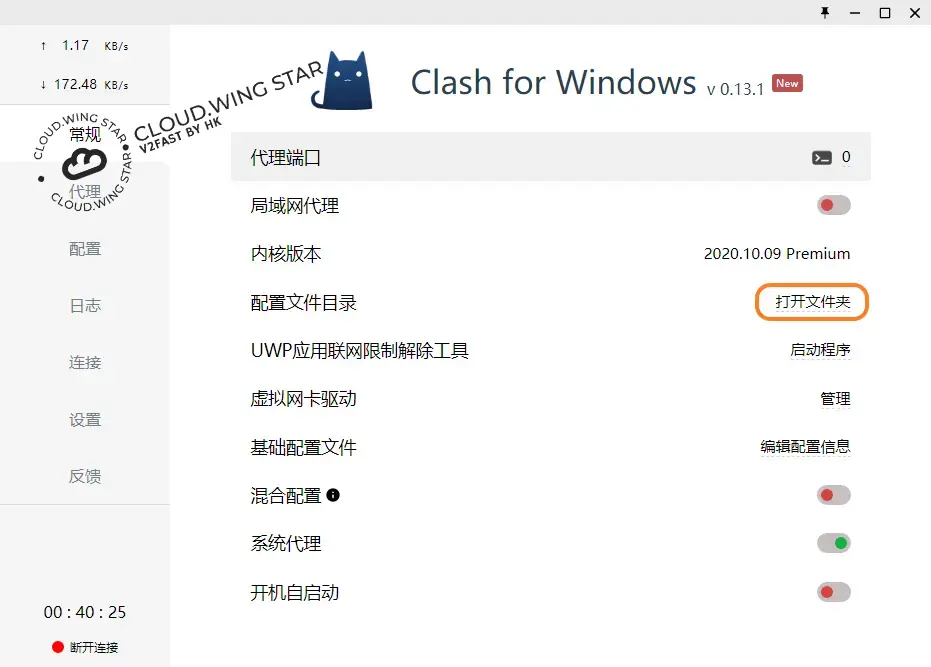 ↑ 1.17 KB/s
↓ 172.48 KB/s
常规
代理
配置
日志
连接
设置
反馈
00 : 40 : 25
断开连接
CLOUD.WING STAR
CLOUD.WING STAR
CLOUD.WING STAR
V2FAST BY HK
Clash for Windows v 0.13.1 New
代理端口 0
局域网代理
内核版本 2020.10.09 Premium
配置文件目录 打开文件夹
UWP应用联网限制解除工具 启动程序
虚拟网卡驱动 管理
基础配置文件 编辑配置信息
混合配置
系统代理
开机自启动